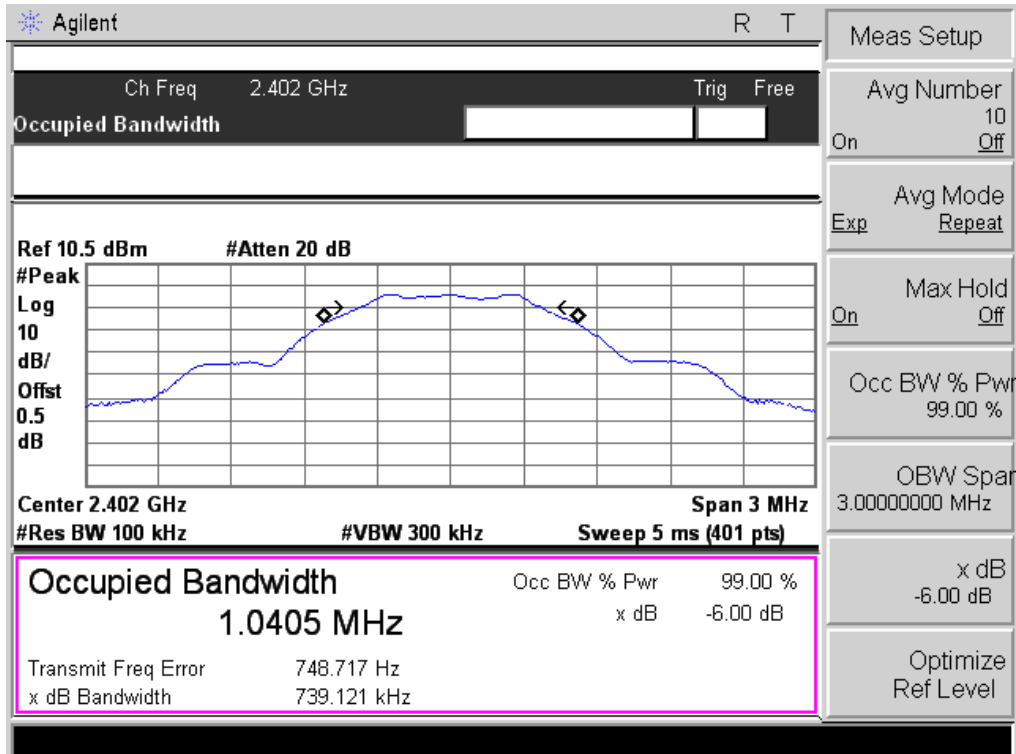 Agilent R T
Ch Freq 2.402 GHz Trig Free
Occupied Bandwidth
Ref 10.5 dBm #Atten 20 dB
#Peak
Log
10
dB/
Offst
0.5
dB
Center 2.402 GHz Span 3 MHz
#Res BW 100 kHz #VBW 300 kHz Sweep 5 ms (401 pts)
Occupied Bandwidth
1.0405 MHz
Occ BW % Pwr 99.00 %
x dB -6.00 dB
Transmit Freq Error 748.717 Hz
x dB Bandwidth 739.121 kHz
Meas Setup
Avg Number
10
On Off
Avg Mode
Exp Repeat
Max Hold
On Off
Occ BW % Pwr
99.00 %
OBW Span
3.00000000 MHz
x dB
-6.00 dB
Optimize
Ref Level